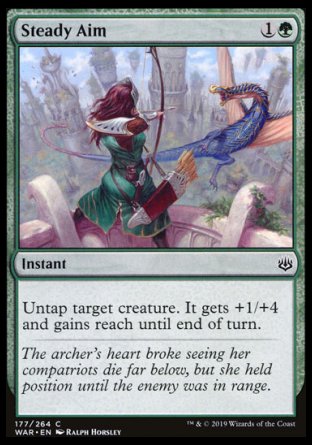 Steady Aim 1
Instant
Untap target creature. It gets +1/+4
and gains reach until end of turn.
The archer's heart broke seeing her
compatriots die far below, but she held
position until the enemy was in range.
177/264 C
WAR • EN Ralph Horsley
™ & © 2019 Wizards of the Coast